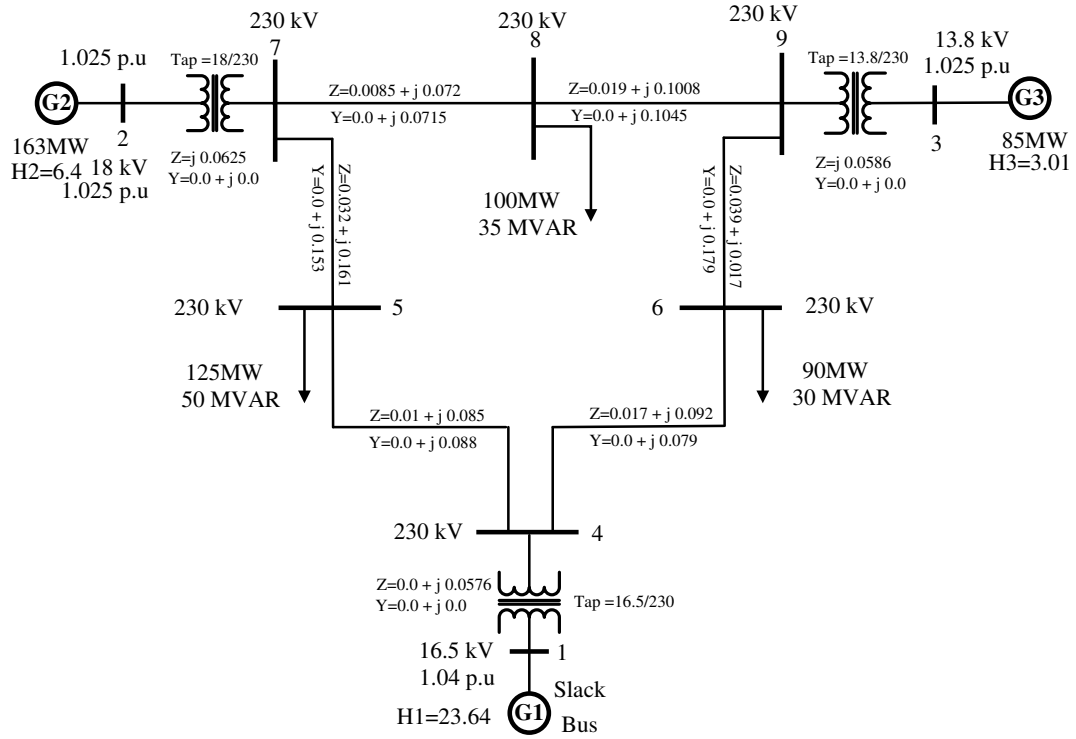 230 kV
7
230 kV
8
230 kV
9
1.025 p.u
Tap =18/230
Tap =13.8/230
13.8 kV
1.025 p.u
G2
Z=0.0085 + j 0.072
Y=0.0 + j 0.0715
Z=0.019 + j 0.1008
Y=0.0 + j 0.1045
G3
2
3
163MW
H2=6.4
18 kV
1.025 p.u
Z=j 0.0625
Y=0.0 + j 0.0
Z=j 0.0586
Y=0.0 + j 0.0
85MW
H3=3.01
Z=0.032 + j 0.161
Y=0.0 + j 0.153
100MW
35 MVAR
Z=0.039 + j 0.017
Y=0.0 + j 0.179
230 kV
5
6
230 kV
125MW
50 MVAR
90MW
30 MVAR
Z=0.01 + j 0.085
Y=0.0 + j 0.088
Z=0.017 + j 0.092
Y=0.0 + j 0.079
230 kV
4
Z=0.0 + j 0.0576
Y=0.0 + j 0.0
Tap =16.5/230
16.5 kV
1
1.04 p.u
H1=23.64
G1
Slack
Bus